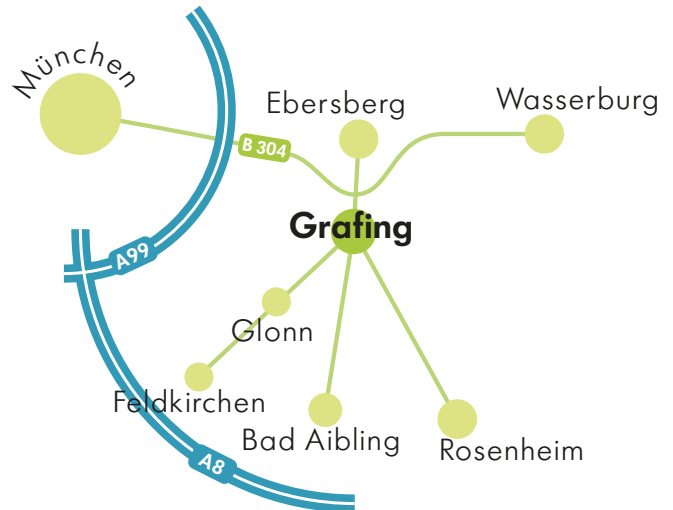 München
Ebersberg
Wasserburg
B 304
Grafing
A99
Glonn
Feldkirchen
Bad Aibling
Rosenheim
A8